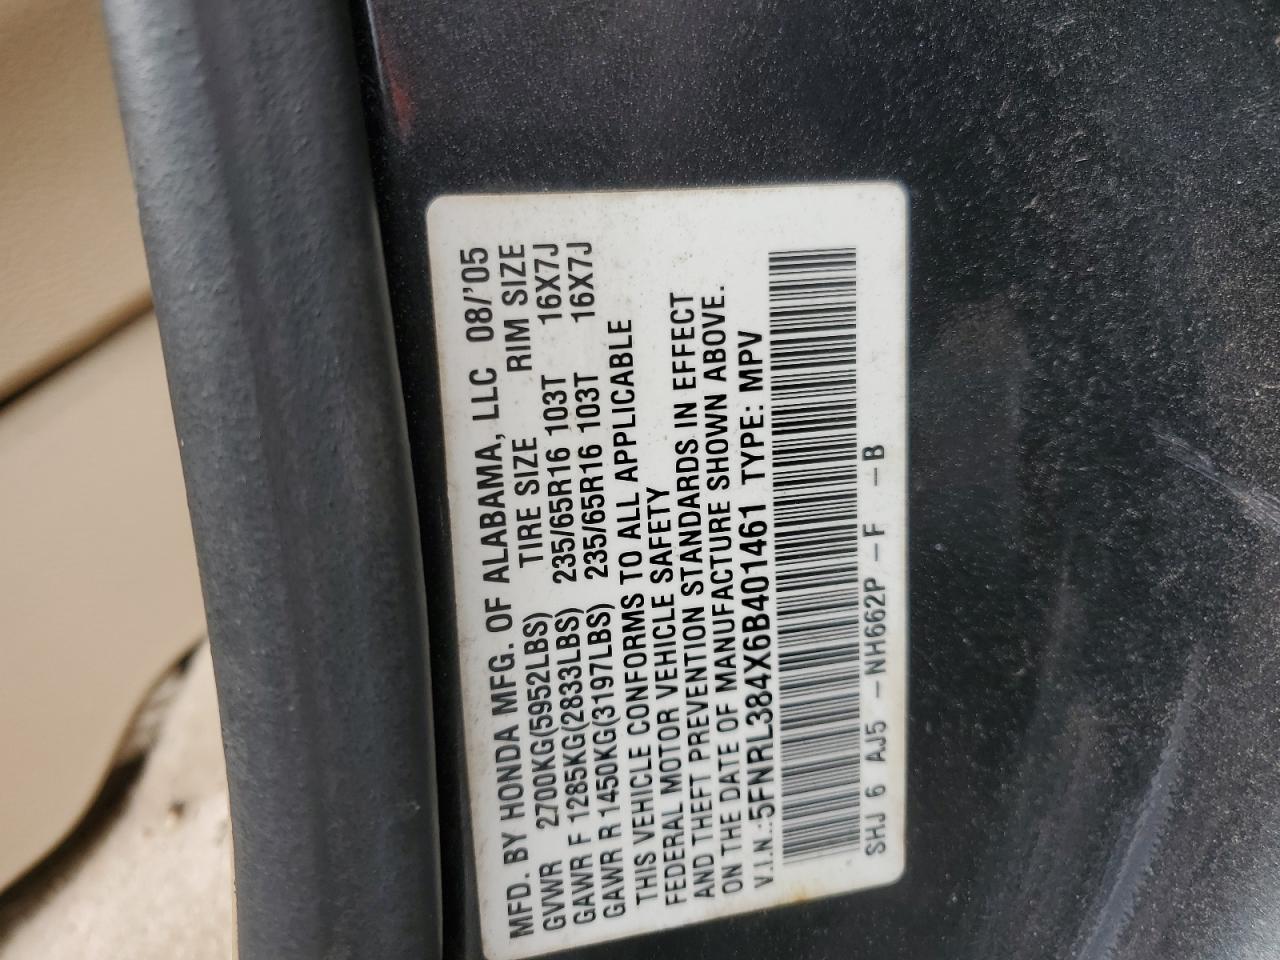 MFD. BY HONDA MFG. OF ALABAMA, LLC 08/'05
GVWR 2700KG(5952LBS) TIRE SIZE RIM SIZE
GAWR F 1285KG(2833LBS) 235/65R16 103T 16X7J
GAWR R 1450KG(3197LBS) 235/65R16 103T 16X7J
THIS VEHICLE CONFORMS TO ALL APPLICABLE
FEDERAL MOTOR VEHICLE SAFETY
AND THEFT PREVENTION STANDARDS IN EFFECT
ON THE DATE OF MANUFACTURE SHOWN ABOVE.
V.I.N.:5FNRL384X6B401461 TYPE: MPV
SHJ 6 AJ5 -NH662P -F -B